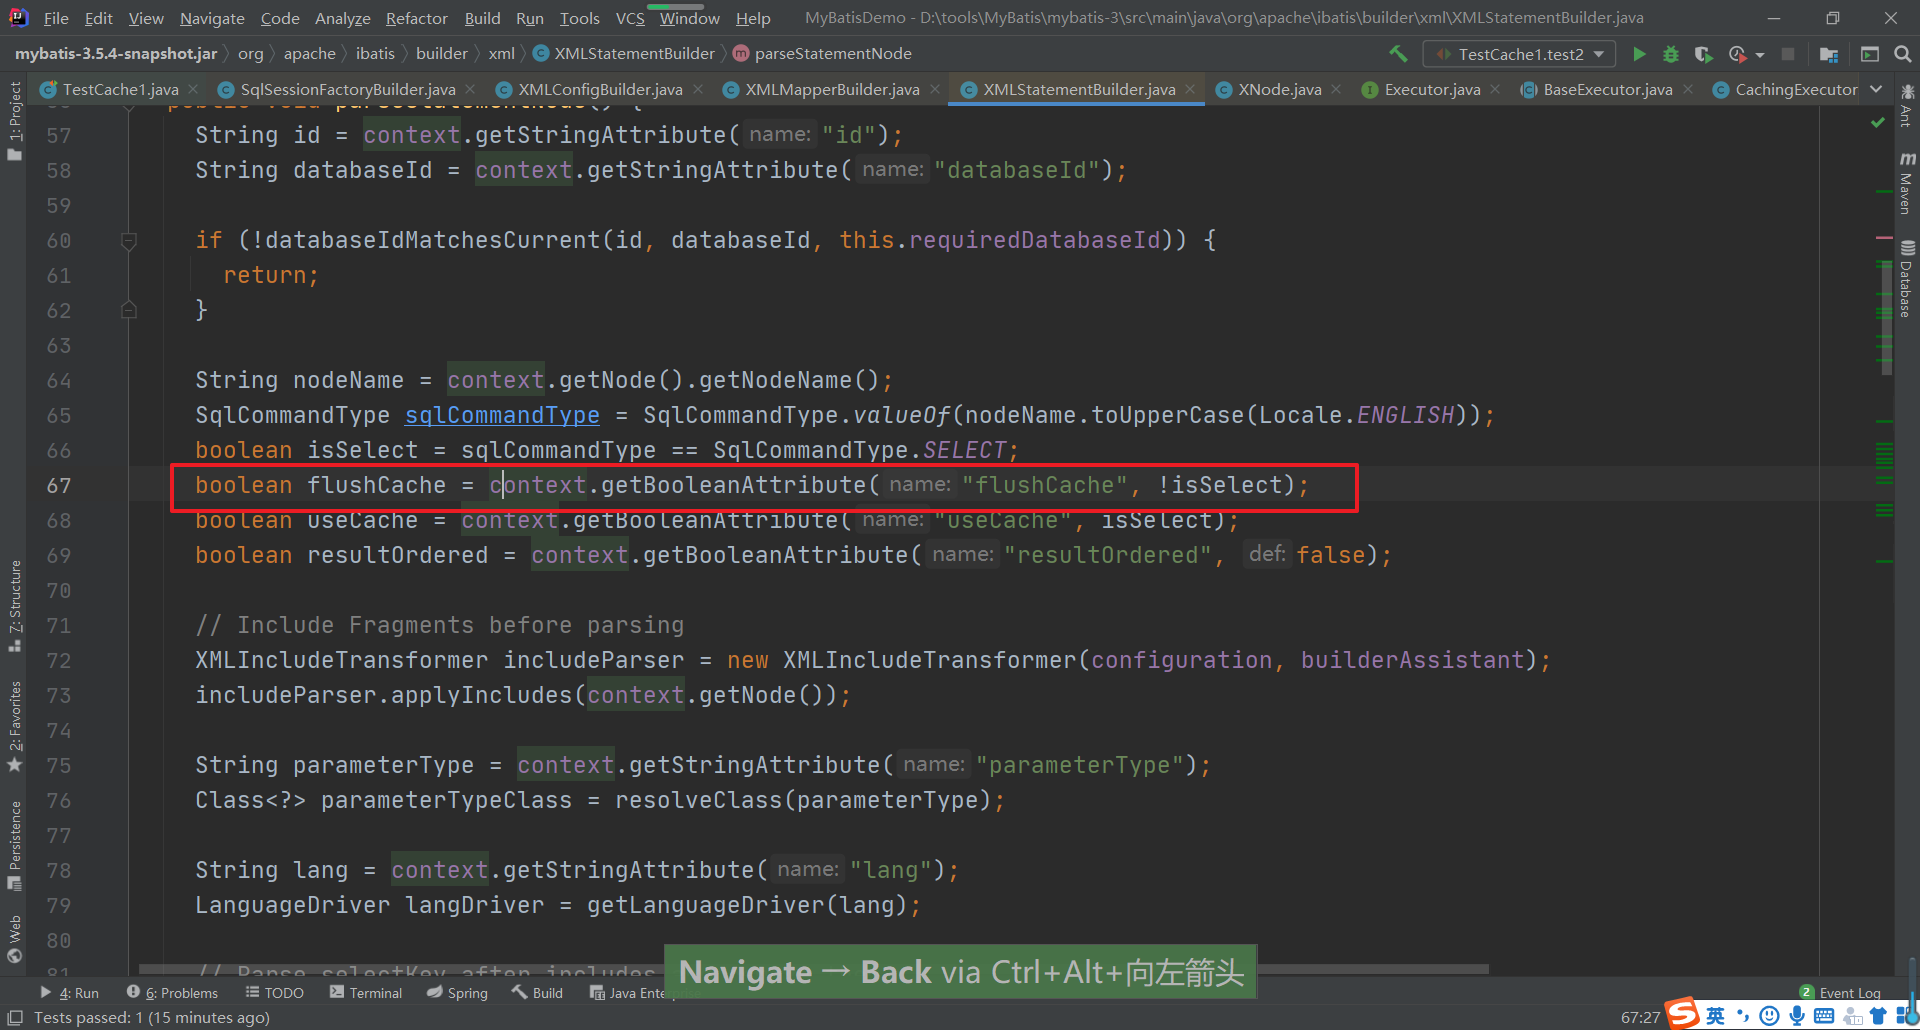 File Edit View Navigate Code Analyze Refactor Build Run Tools VCS Window Help MyBatisDemo - D:\tools\MyBatis\mybatis-3\src\main\java\org\apache\ibatis\builder\xml\XMLStatementBuilder.java
mybatis-3.5.4-snapshot.jar org apache ibatis builder xml XMLStatementBuilder parseStatementNode TestCache1.test2
TestCache1.java SqlSessionFactoryBuilder.java XMLConfigBuilder.java XMLMapperBuilder.java XMLStatementBuilder.java XNode.java Executor.java BaseExecutor.java CachingExecutor
57 String id = context.getStringAttribute( name: "id");
58 String databaseId = context.getStringAttribute( name: "databaseId");
59
60 if (!databaseIdMatchesCurrent(id, databaseId, this.requiredDatabaseId)) {
61 return;
62 }
63
64 String nodeName = context.getNode().getNodeName();
65 SqlCommandType sqlCommandType = SqlCommandType.valueOf(nodeName.toUpperCase(Locale.ENGLISH));
66 boolean isSelect = sqlCommandType == SqlCommandType.SELECT;
67 boolean flushCache = context.getBooleanAttribute( name: "flushCache", !isSelect);
68 boolean useCache = context.getBooleanAttribute( name: "useCache", isSelect);
69 boolean resultOrdered = context.getBooleanAttribute( name: "resultOrdered", def: false);
70
71 // Include Fragments before parsing
72 XMLIncludeTransformer includeParser = new XMLIncludeTransformer(configuration, builderAssistant);
73 includeParser.applyIncludes(context.getNode());
74
75 String parameterType = context.getStringAttribute( name: "parameterType");
76 Class<?> parameterTypeClass = resolveClass(parameterType);
77
78 String lang = context.getStringAttribute( name: "lang");
79 LanguageDriver langDriver = getLanguageDriver(lang);
80
81 // Parse selectKey after includes
Navigate → Back via Ctrl+Alt+向左箭头
1: Project
7: Structure
2: Favorites
Persistence
Web
Ant
m Maven
Database
4: Run 6: Problems TODO Terminal Spring Build Java Ente 2 Event Log
Tests passed: 1 (15 minutes ago) 67:27 英